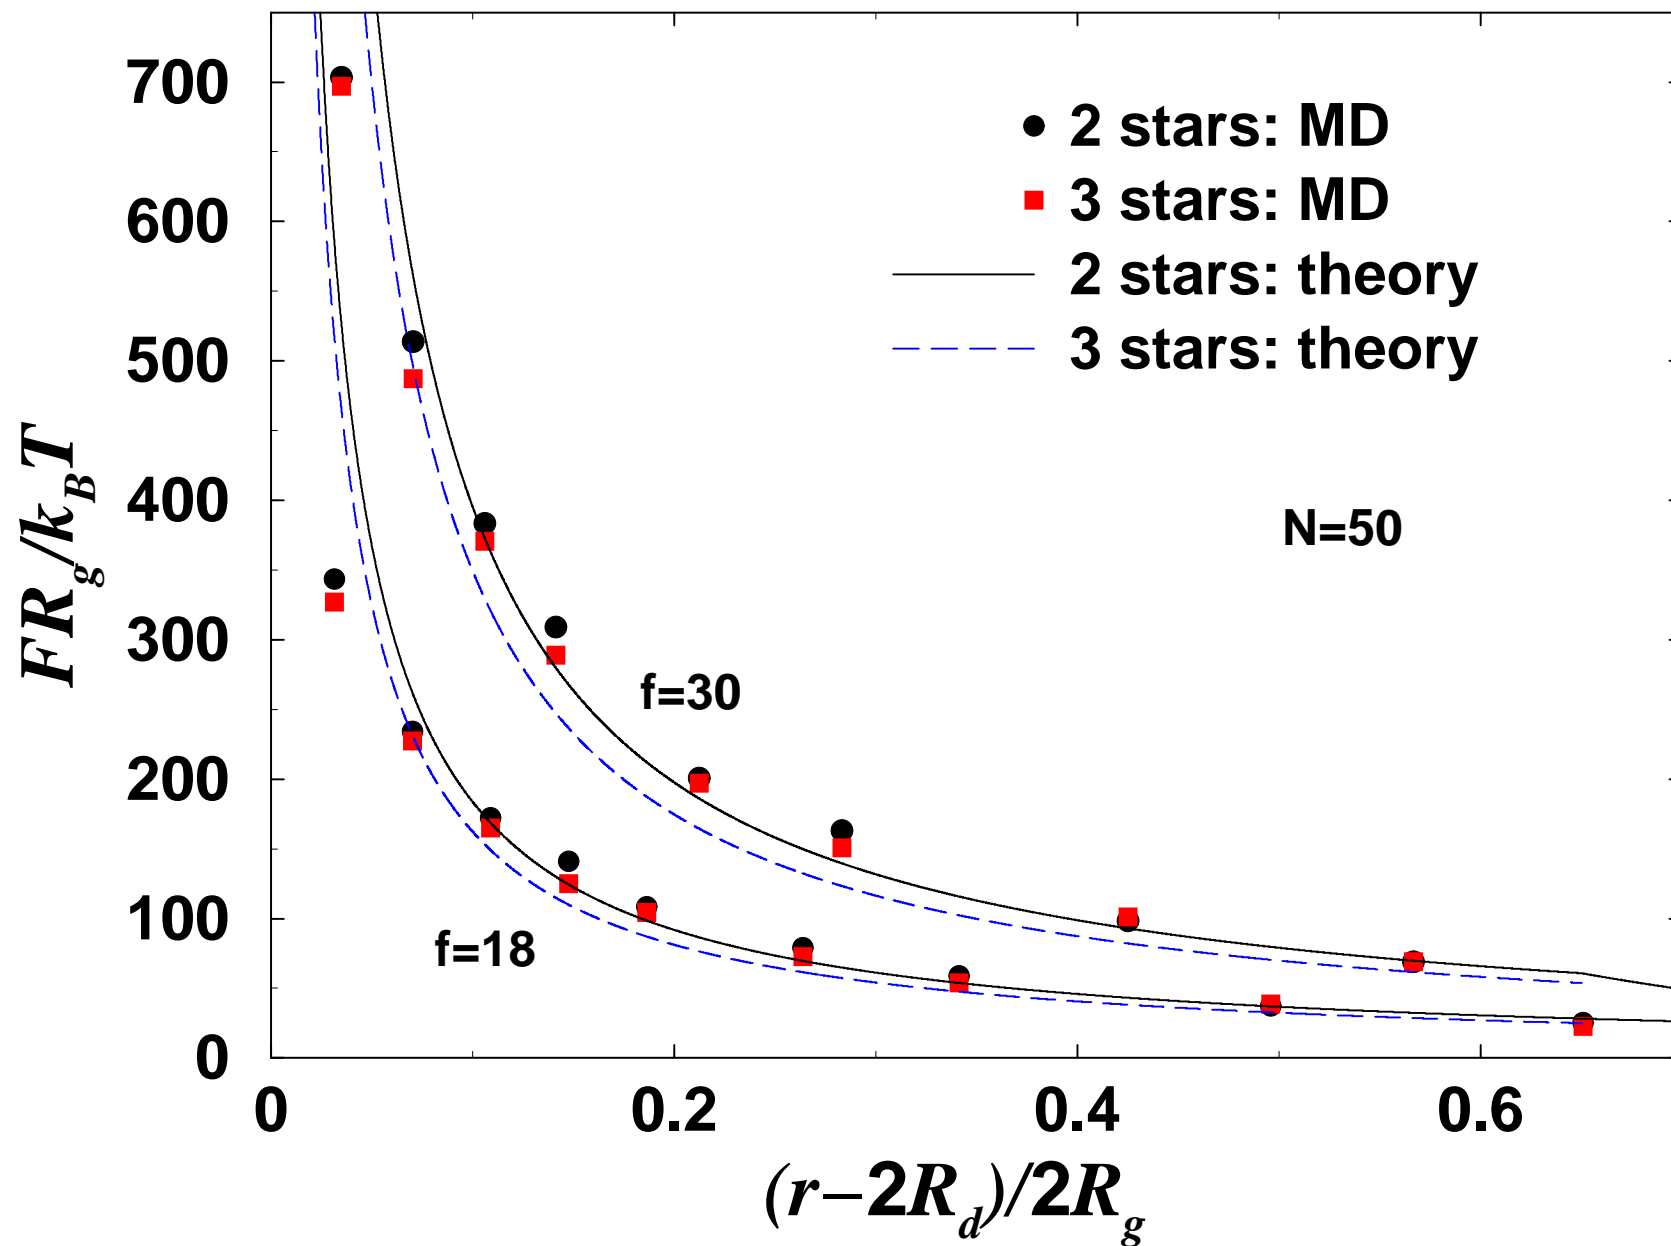 700
600
500
400
300
200
100
0
FR_g/k_BT
2 stars: MD
3 stars: MD
2 stars: theory
3 stars: theory
N=50
f=30
f=18
0 0.2 0.4 0.6
(r−2R_d)/2R_g